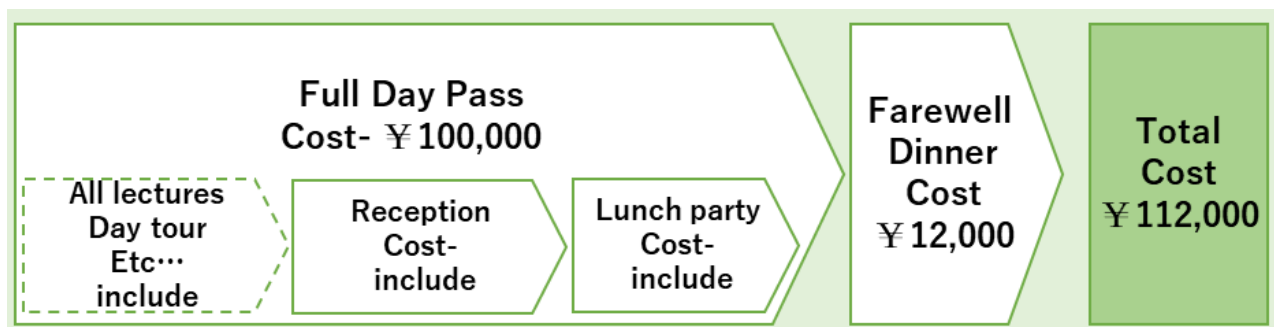 Full Day Pass
Cost- ￥100,000
All lectures
Day tour
Etc…
include
Reception
Cost-
include
Lunch party
Cost-
include
Farewell
Dinner
Cost
￥12,000
Total
Cost
￥112,000